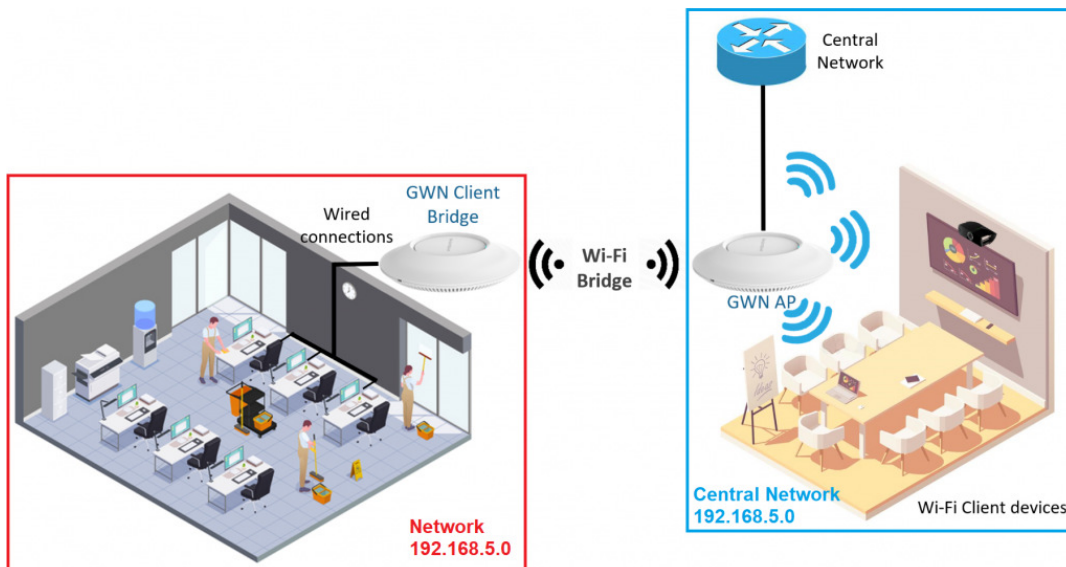 Central
Network
GWN Client
Bridge
Wired
connections
Wi-Fi
Bridge
GWN AP
Network
192.168.5.0
Central Network
192.168.5.0
Wi-Fi Client devices